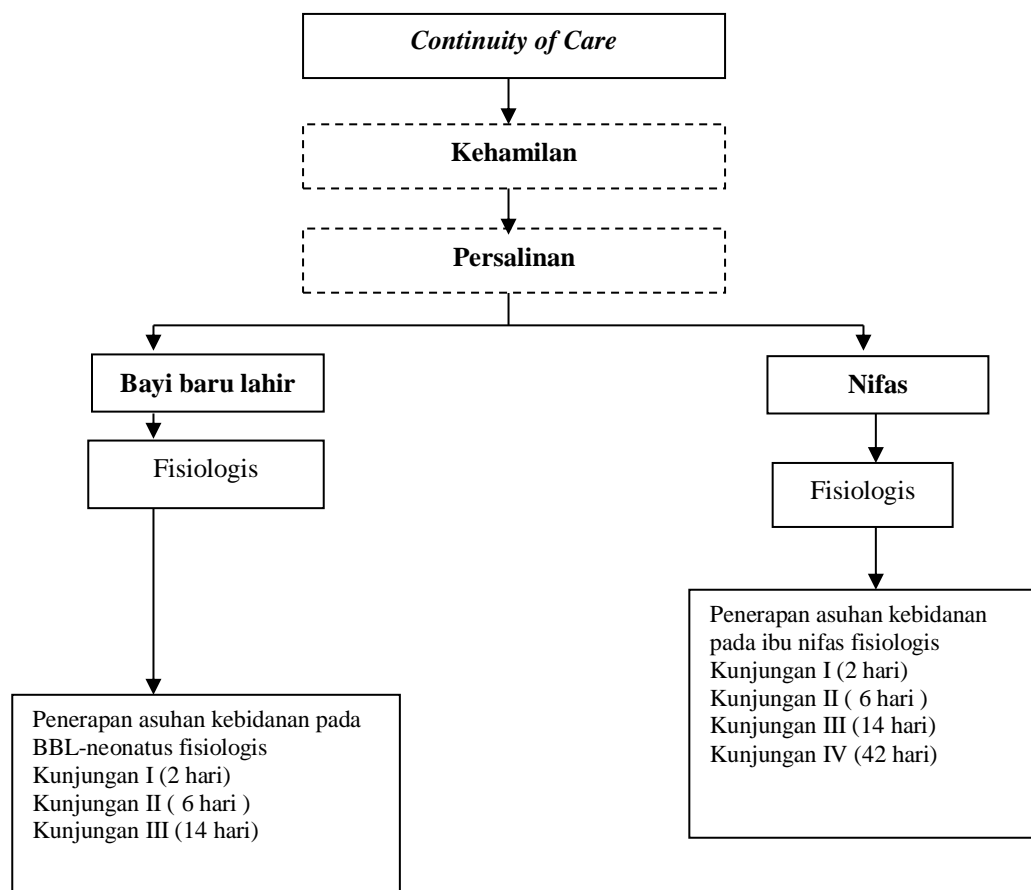 Continuity of Care
Kehamilan
Persalinan
Bayi baru lahir
Nifas
Fisiologis
Fisiologis
Penerapan asuhan kebidanan
pada ibu nifas fisiologis
Kunjungan I (2 hari)
Kunjungan II ( 6 hari )
Kunjungan III (14 hari)
Kunjungan IV (42 hari)
Penerapan asuhan kebidanan pada
BBL-neonatus fisiologis
Kunjungan I (2 hari)
Kunjungan II ( 6 hari )
Kunjungan III (14 hari)